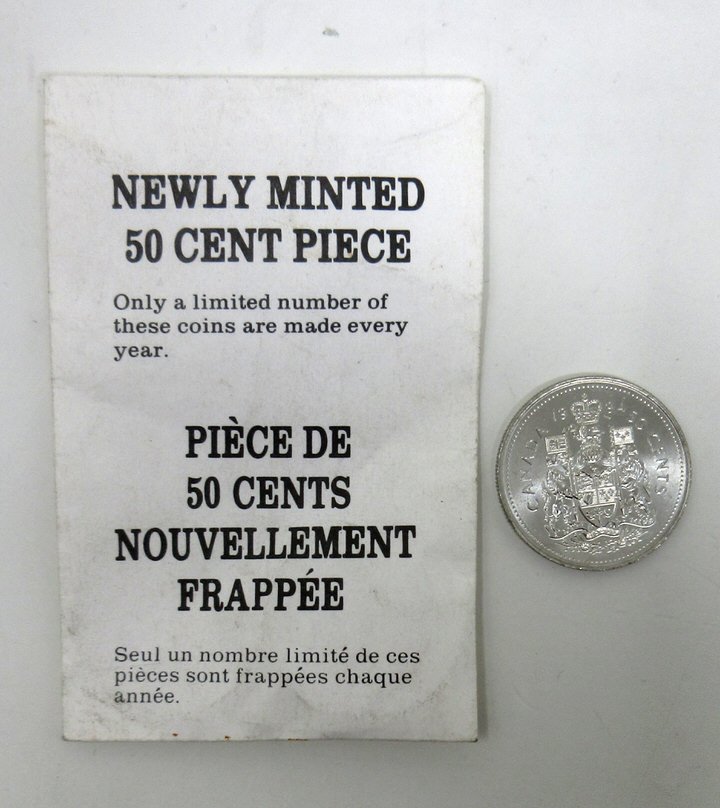 NEWLY MINTED
50 CENT PIECE
Only a limited number of
these coins are made every
year.
PIÈCE DE
50 CENTS
NOUVELLEMENT
FRAPPÉE
Seul un nombre limité de ces
pièces sont frappées chaque
année.
CANADA 50 CENTS